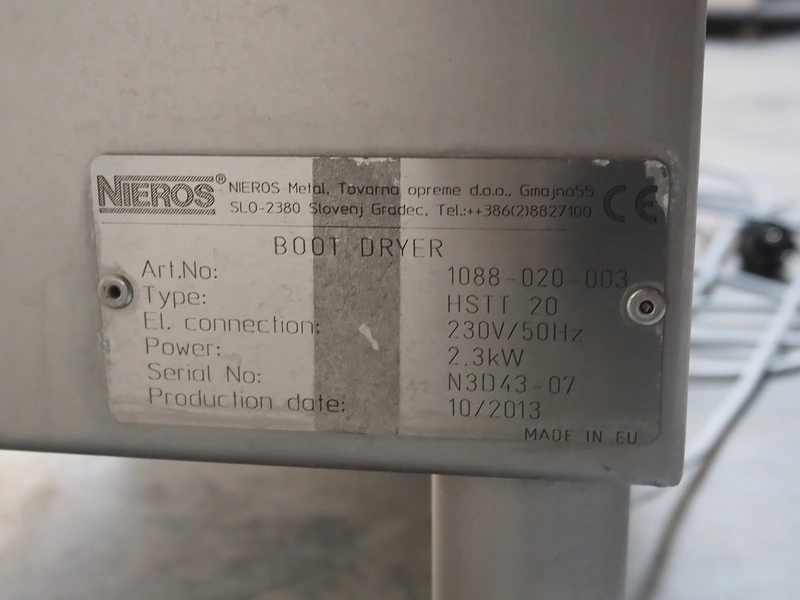 NIEROS® NIEROS Metal, Tovarna opreme d.o.o., Gmajna55
SLO-2380 Slovenj Gradec, Tel.:++386(2)8827100 CE
BOOT DRYER
Art.No: 1088-020-003
Type: HSTT 20
El. connection: 230V/50Hz
Power: 2.3kW
Serial No: N3D43-07
Production date: 10/2013
MADE IN EU